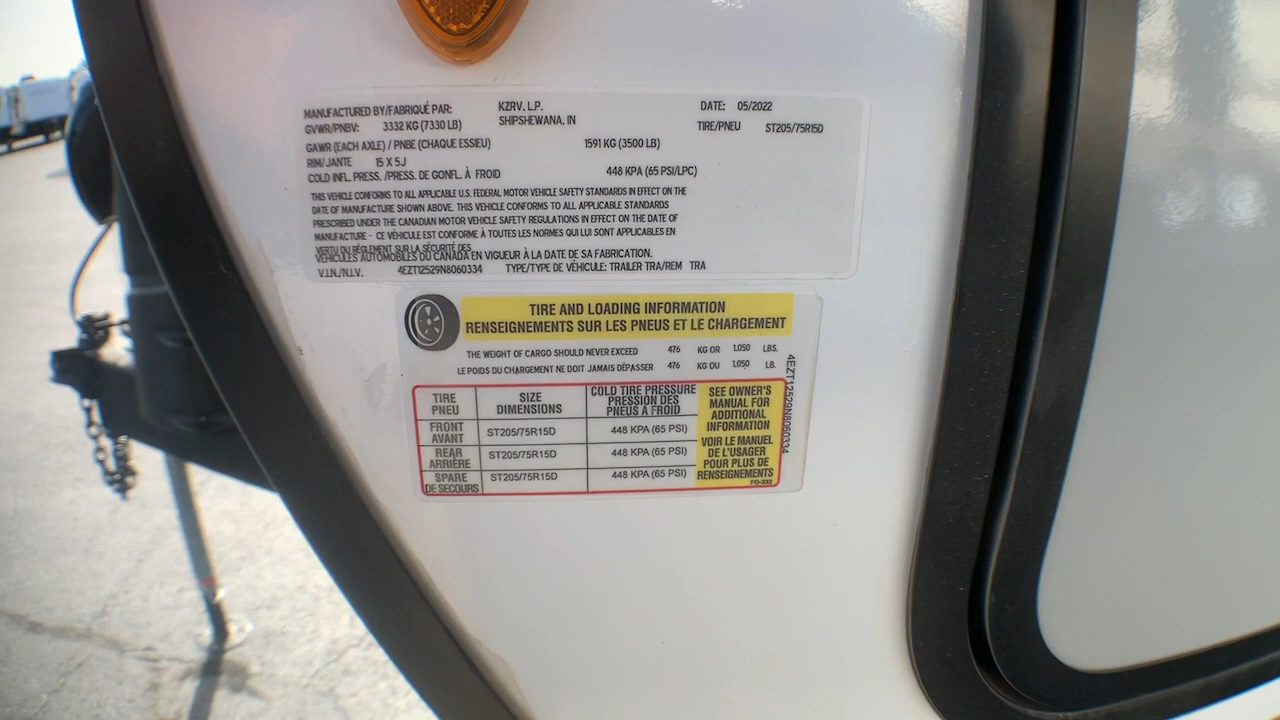 MANUFACTURED BY/FABRIQUÉ PAR: KZRV, L.P. DATE: 05/2022
GVWR/PNBV: 3332 KG (7330 LB) SHIPSHEWANA, IN TIRE/PNEU ST205/75R15D
GAWR (EACH AXLE) / PNBE (CHAQUE ESSIEU) 1591 KG (3500 LB)
RIM/JANTE 15 X 5J
COLD INFL. PRESS. /PRESS. DE GONFL. À FROID 448 KPA (65 PSI/LPC)
THIS VEHICLE CONFORMS TO ALL APPLICABLE U.S. FEDERAL MOTOR VEHICLE SAFETY STANDARDS IN EFFECT ON THE
DATE OF MANUFACTURE SHOWN ABOVE. THIS VEHICLE CONFORMS TO ALL APPLICABLE STANDARDS
PRESCRIBED UNDER THE CANADIAN MOTOR VEHICLE SAFETY REGULATIONS IN EFFECT ON THE DATE OF
MANUFACTURE - CE VÉHICULE EST CONFORME À TOUTES LES NORMES QUI LUI SONT APPLICABLES EN
VERTU DU RÉGLEMENT SUR LA SÉCURITÉ DES
VÉHICULES AUTOMOBILES DU CANADA EN VIGUEUR À LA DATE DE SA FABRICATION.
V.I.N./N.I.V. 4EZT12529N8060334 TYPE/TYPE DE VÉHICULE: TRAILER TRA/REM TRA
TIRE AND LOADING INFORMATION
RENSEIGNEMENTS SUR LES PNEUS ET LE CHARGEMENT
THE WEIGHT OF CARGO SHOULD NEVER EXCEED 476 KG OR 1,050 LBS.
LE POIDS DU CHARGEMENT NE DOIT JAMAIS DÉPASSER 476 KG OU 1,050 LB.
4EZT12529N8060334
TIRE
PNEU
SIZE
DIMENSIONS
COLD TIRE PRESSURE
PRESSION DES
PNEUS A FROID
FRONT
AVANT
ST205/75R15D
448 KPA (65 PSI)
REAR
ARRIÈRE
ST205/75R15D
448 KPA (65 PSI)
SPARE
DE SECOURS
ST205/75R15D
448 KPA (65 PSI)
SEE OWNER'S
MANUAL FOR
ADDITIONAL
INFORMATION
VOIR LE MANUEL
DE L'USAGER
POUR PLUS DE
RENSEIGNEMENTS
FD-332